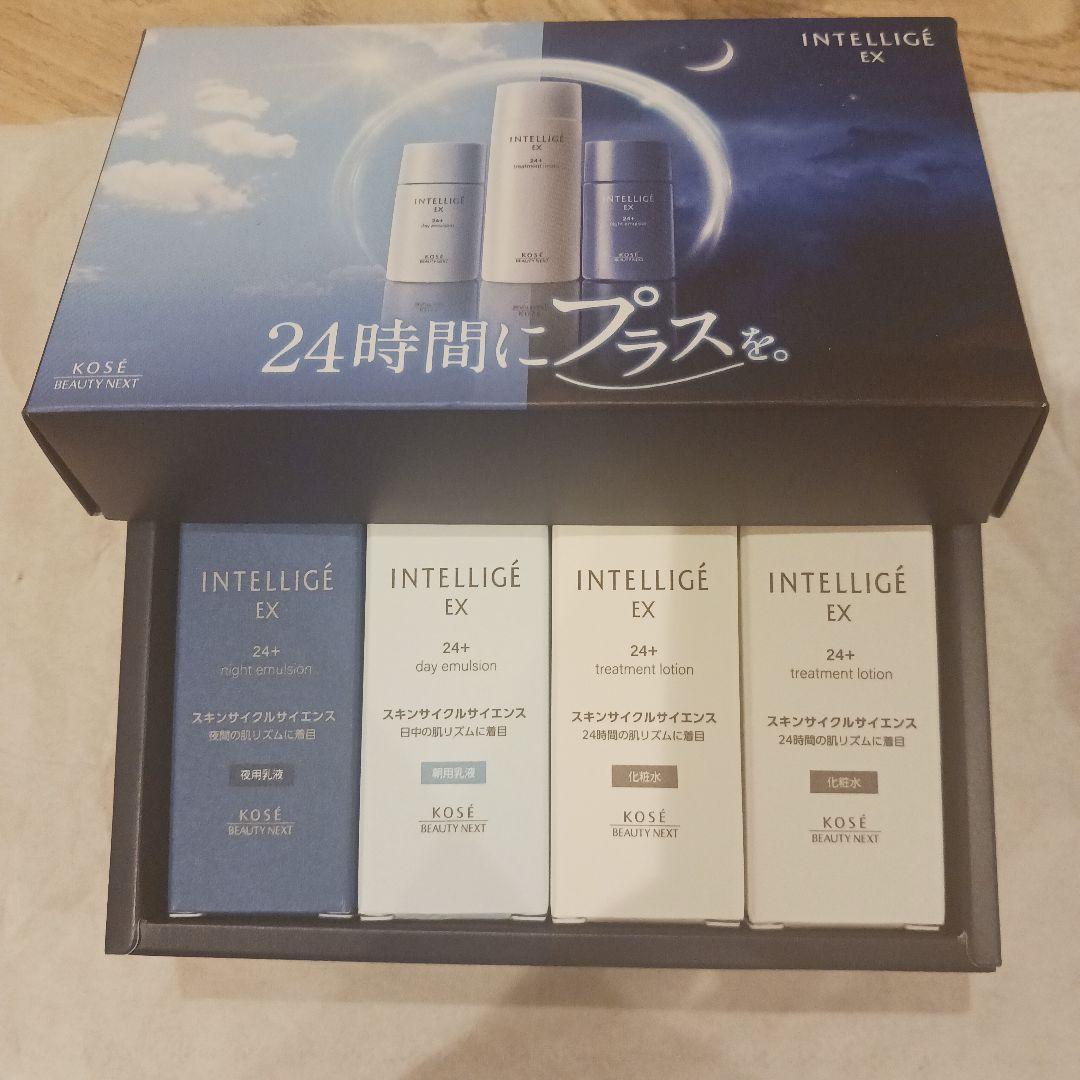 INTELLIGÉ
EX
INTELLIGÉ
EX
24+
day emulsion
KOSÉ
BEAUTY NEXT
INTELLIGÉ
EX
24+
treatment lotion
KOSÉ
BEAUTY NEXT
INTELLIGÉ
EX
24+
night emulsion
KOSÉ
BEAUTY NEXT
24時間にプラスを。
KOSÉ
BEAUTY NEXT
INTELLIGÉ
EX
24+
night emulsion
スキンサイクルサイエンス
夜間の肌リズムに着目
夜用乳液
KOSÉ
BEAUTY NEXT
INTELLIGÉ
EX
24+
day emulsion
スキンサイクルサイエンス
日中の肌リズムに着目
朝用乳液
KOSÉ
BEAUTY NEXT
INTELLIGÉ
EX
24+
treatment lotion
スキンサイクルサイエンス
24時間の肌リズムに着目
化粧水
KOSÉ
BEAUTY NEXT
INTELLIGÉ
EX
24+
treatment lotion
スキンサイクルサイエンス
24時間の肌リズムに着目
化粧水
KOSÉ
BEAUTY NEXT